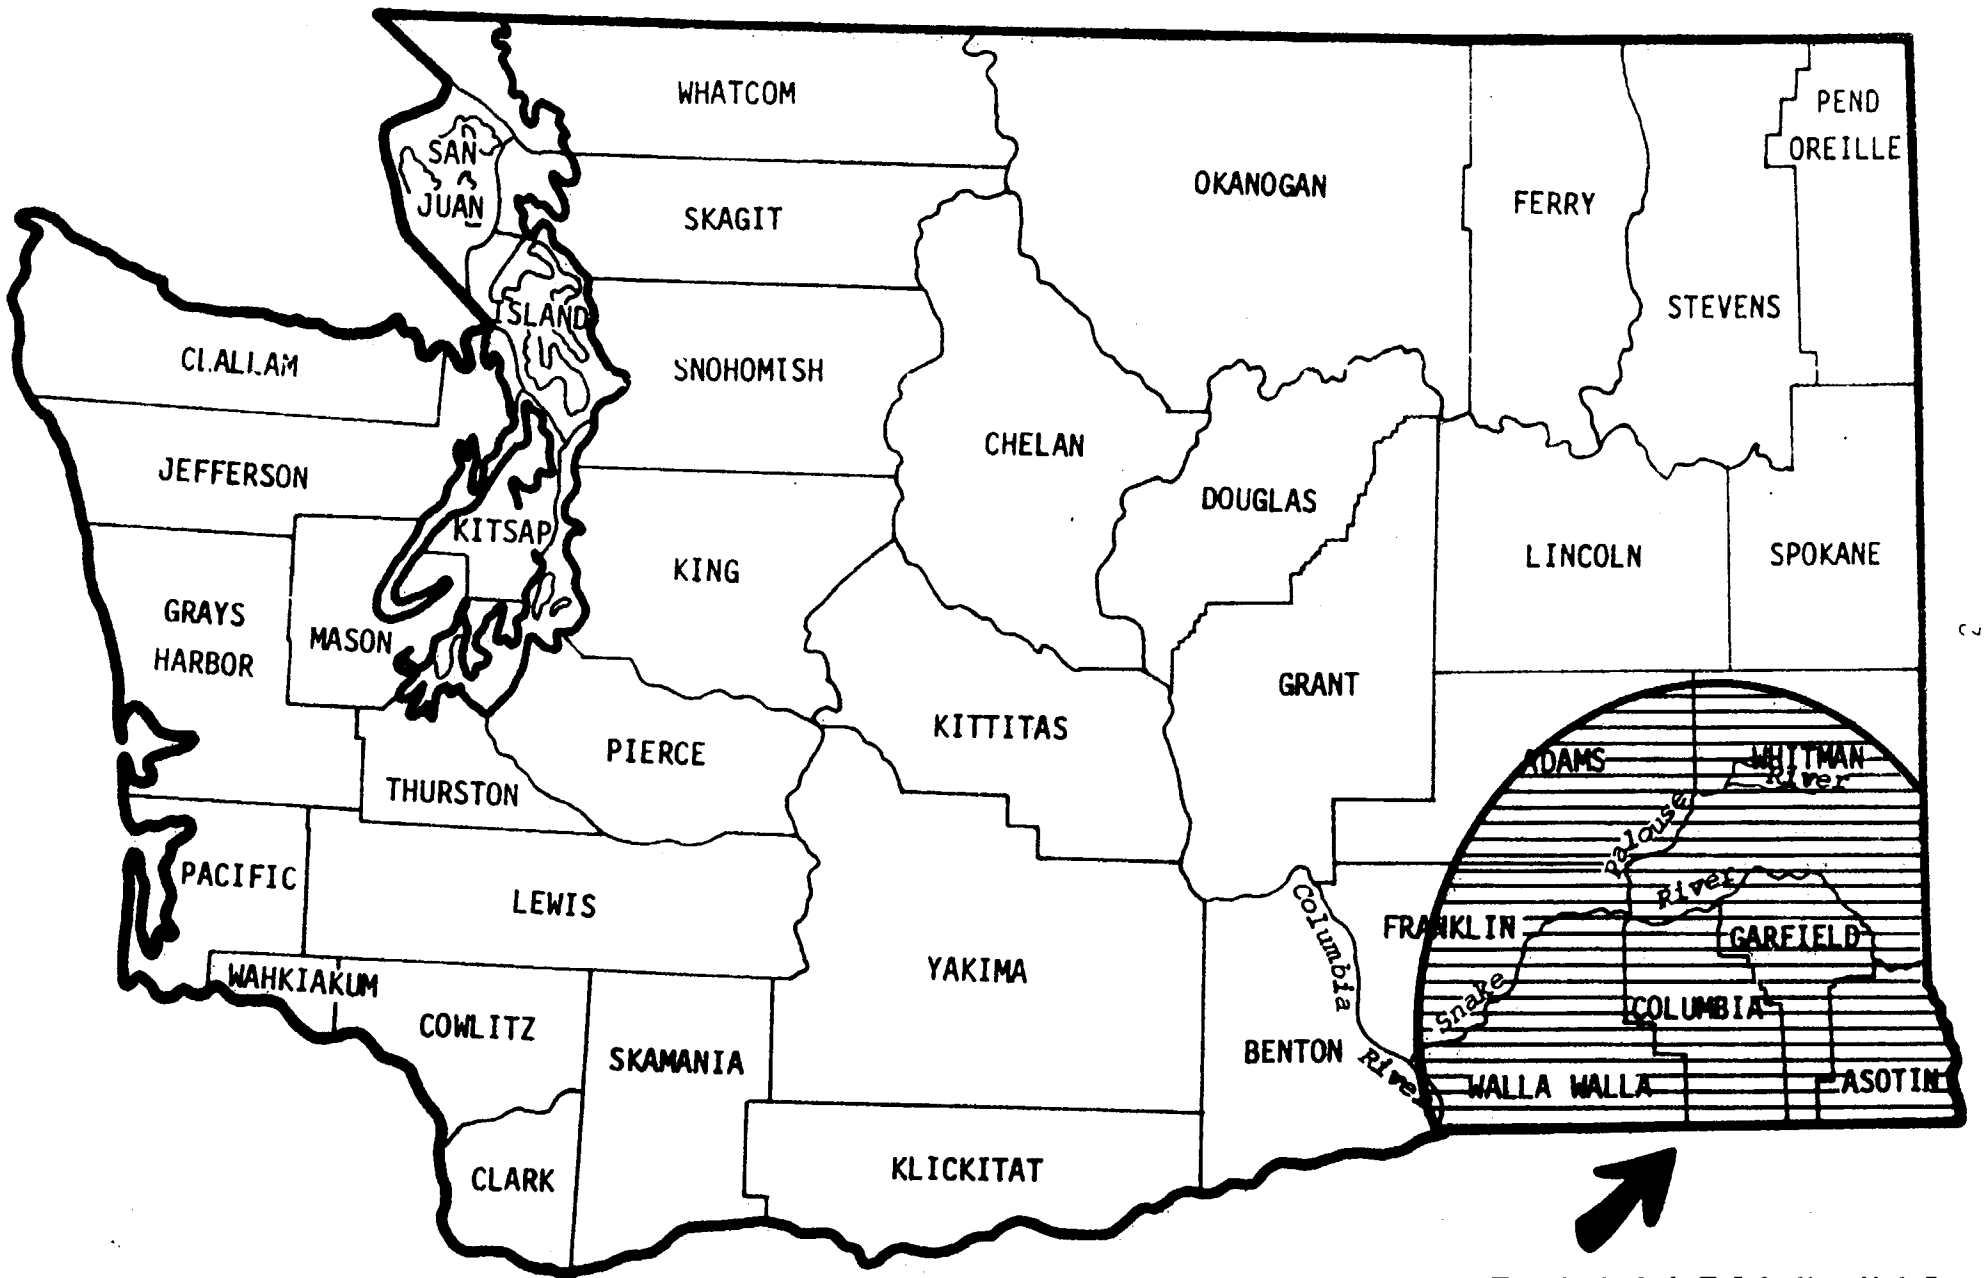 WHATCOM
PEND
OREILLE
SAN
JUAN
OKANOGAN
FERRY
SKAGIT
STEVENS
ISLAND
CLALLAM
SNOHOMISH
CHELAN
JEFFERSON
DOUGLAS
KITSAP
LINCOLN
SPOKANE
KING
GRAYS
HARBOR
MASON
GRANT
KITTITAS
PIERCE
ADAMS
WHITMAN
River
THURSTON
Palouse
PACIFIC
LEWIS
River
Columbia
FRANKLIN
GARFIELD
YAKIMA
WAHKIAKUM
Snake
COLUMBIA
COWLITZ
SKAMANIA
BENTON
River
WALLA WALLA
ASOTIN
CLARK
KLICKITAT